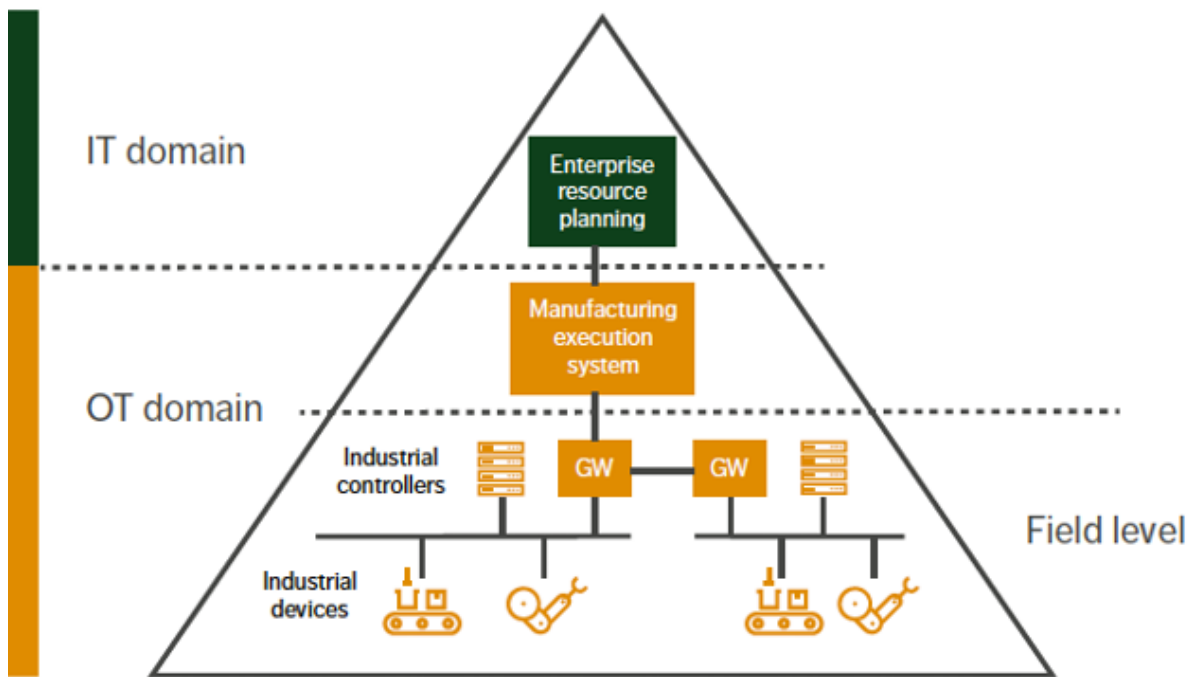 IT domain
Enterprise
resource
planning
Manufacturing
execution
system
OT domain
Industrial
controllers
GW
GW
Field level
Industrial
devices